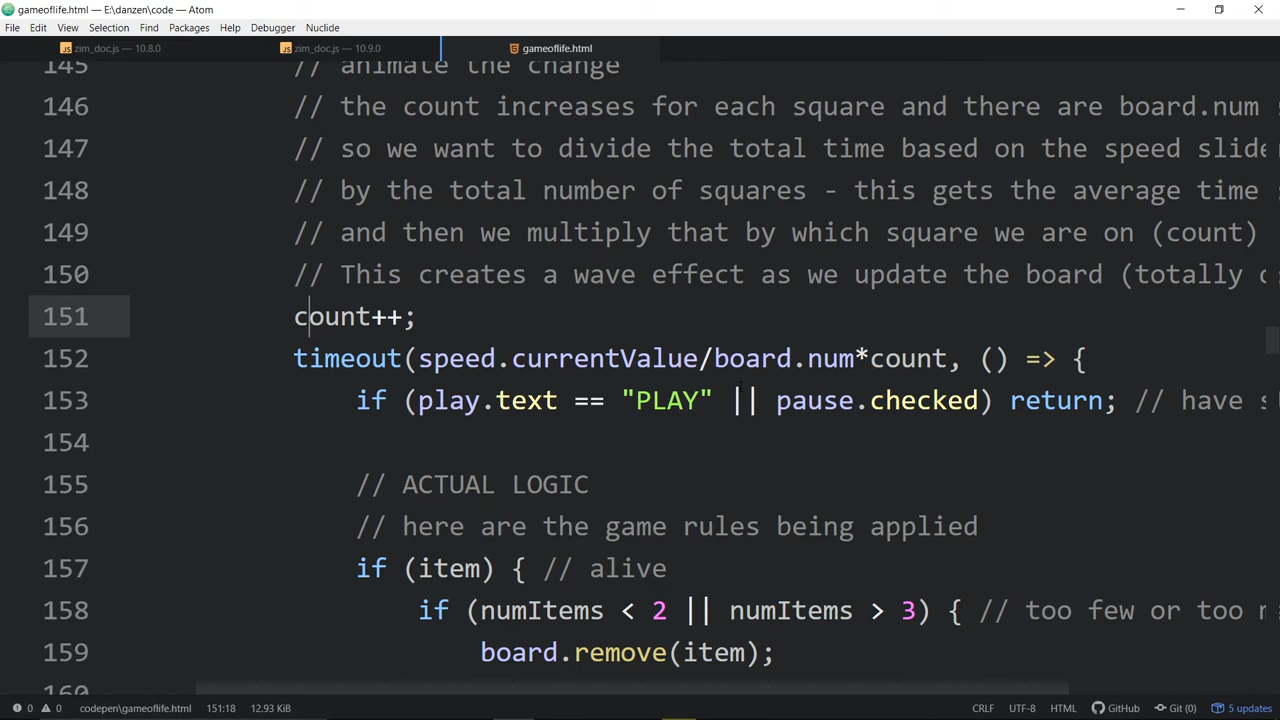 gameoflife.html — E:\danzen\code — Atom
File Edit View Selection Find Packages Help Debugger Nuclide
zim_doc.js — 10.8.0 zim_doc.js — 10.9.0 gameoflife.html
145 // animate the change
146 // the count increases for each square and there are board.num
147 // so we want to divide the total time based on the speed slide
148 // by the total number of squares - this gets the average time
149 // and then we multiply that by which square we are on (count)
150 // This creates a wave effect as we update the board (totally
151 count++;
152 timeout(speed.currentValue/board.num*count, () => {
153 if (play.text == "PLAY" || pause.checked) return; // have
154
155 // ACTUAL LOGIC
156 // here are the game rules being applied
157 if (item) { // alive
158 if (numItems < 2 || numItems > 3) { // too few or too
159 board.remove(item);
160
0 0 codepen\gameoflife.html 151:18 12.93 KiB CRLF UTF-8 HTML GitHub Git (0) 5 updates